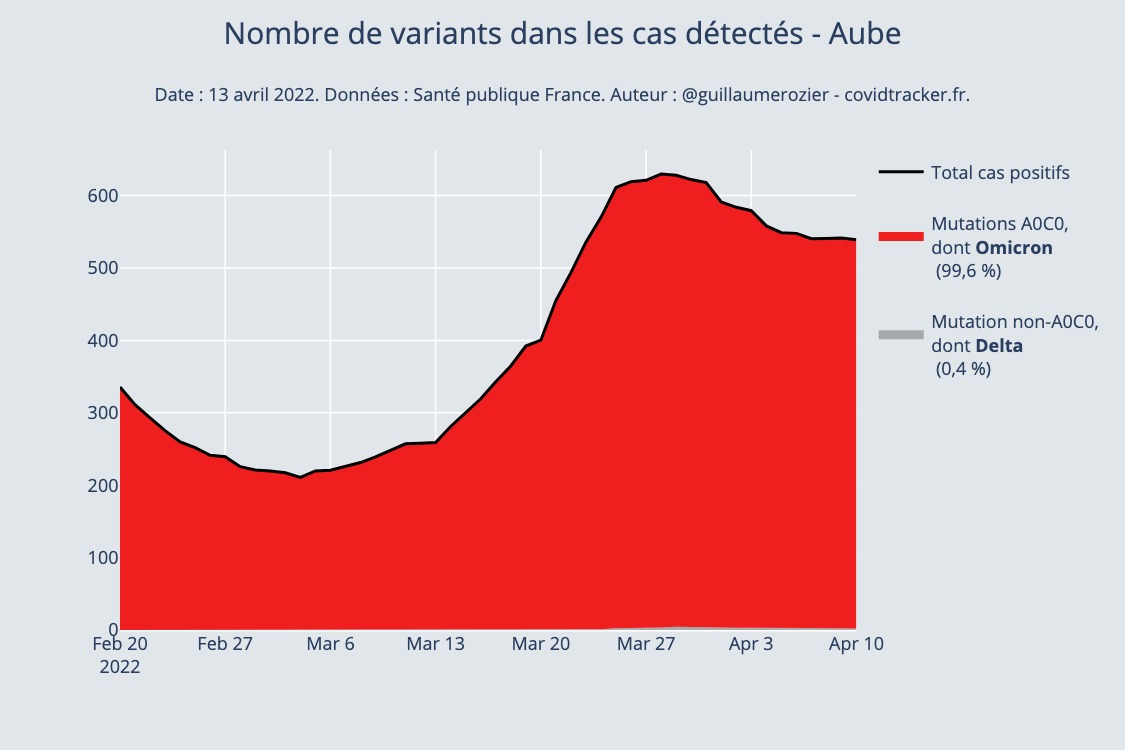 Nombre de variants dans les cas détectés - Aube
Date : 13 avril 2022. Données : Santé publique France. Auteur : @guillaumerozier - covidtracker.fr.
600
500
400
300
200
100
0
Feb 20
2022
Feb 27
Mar 6
Mar 13
Mar 20
Mar 27
Apr 3
Apr 10
Total cas positifs
Mutations A0C0,
dont Omicron
(99,6 %)
Mutation non-A0C0,
dont Delta
(0,4 %)